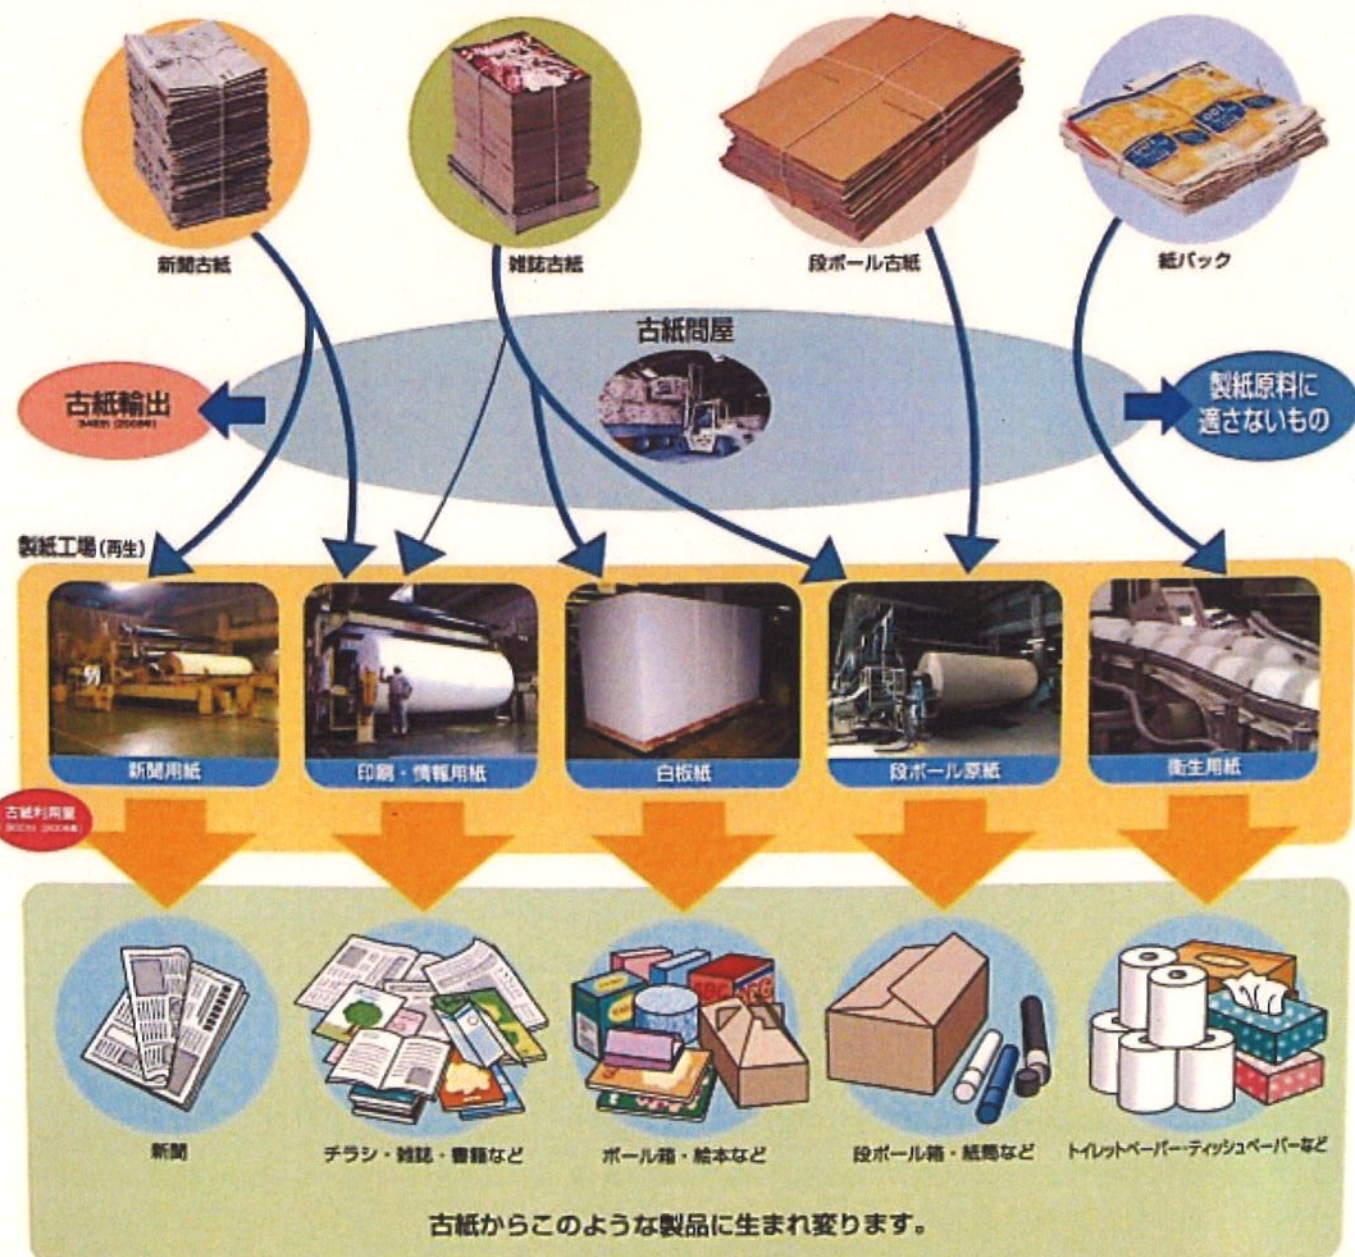 新聞古紙
雑誌古紙
段ボール古紙
紙パック
古紙問屋
古紙輸出
製紙原料に
適さないもの
製紙工場(再生)
新聞用紙
印刷・情報用紙
白板紙
段ボール原紙
衛生用紙
古紙利用量
新聞
チラシ・雑誌・書籍など
ボール箱・絵本など
段ボール箱・紙筒など
トイレットペーパー・ティッシュペーパーなど
古紙からこのような製品に生まれ変ります。